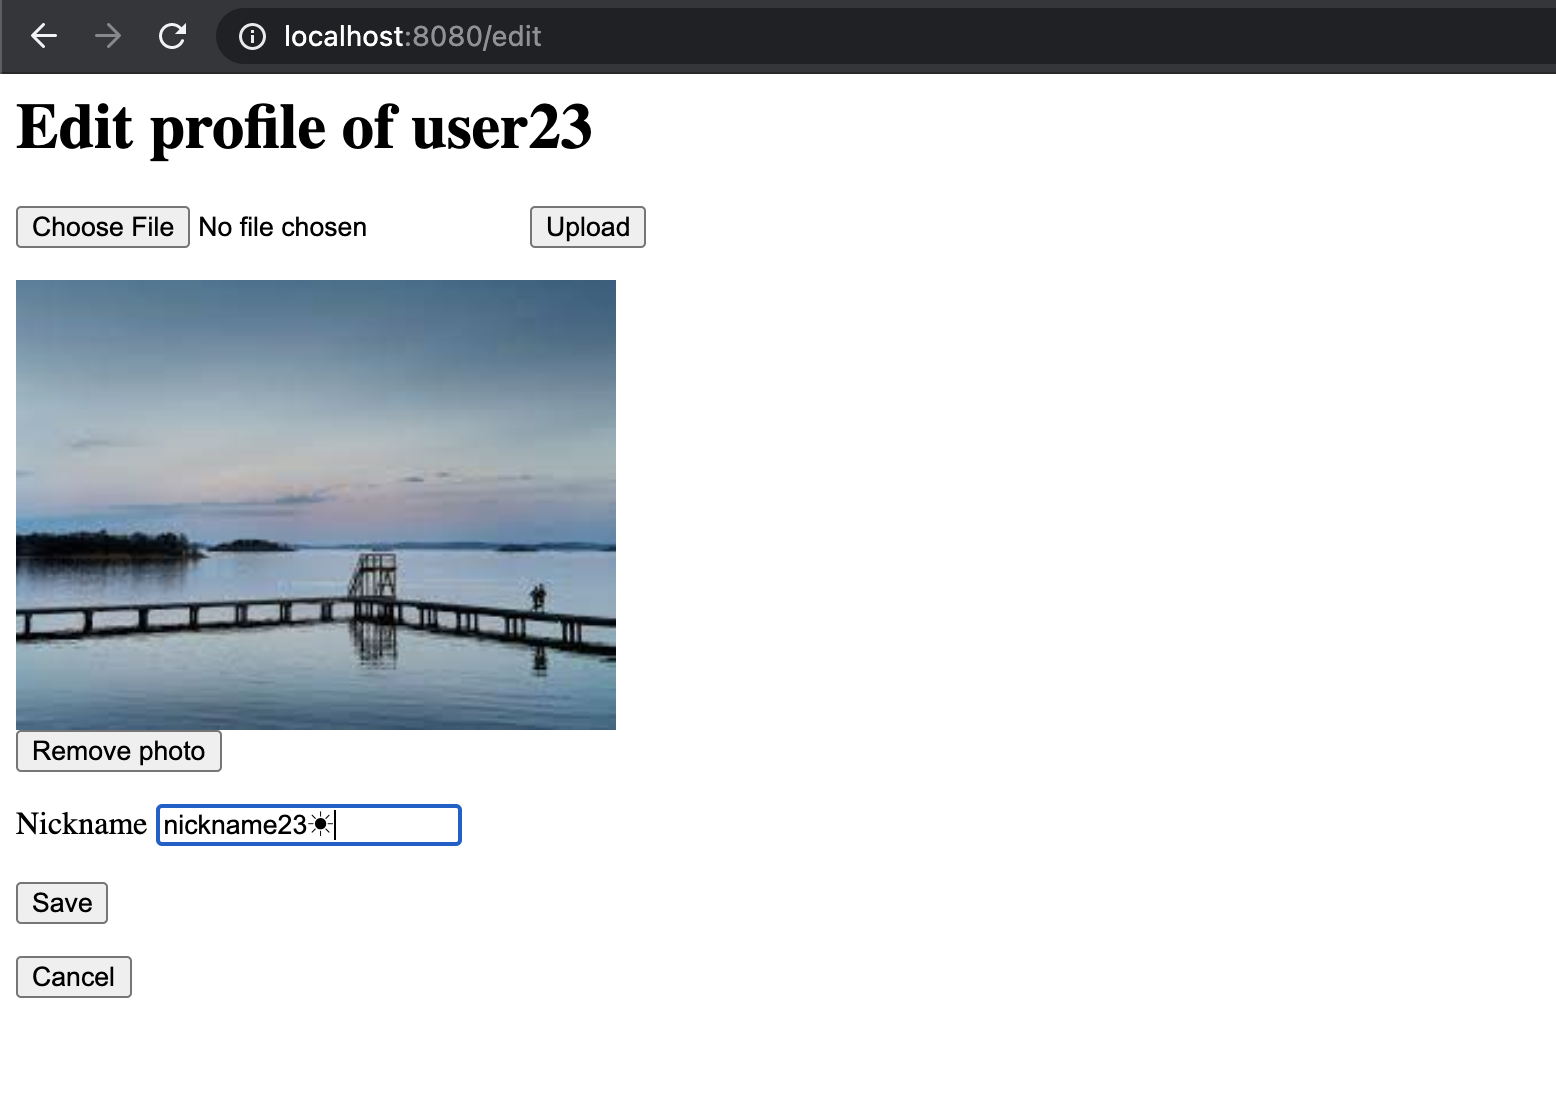 localhost:8080/edit
Edit profile of user23
Choose File No file chosen Upload
Remove photo
Nickname nickname23☀
Save
Cancel